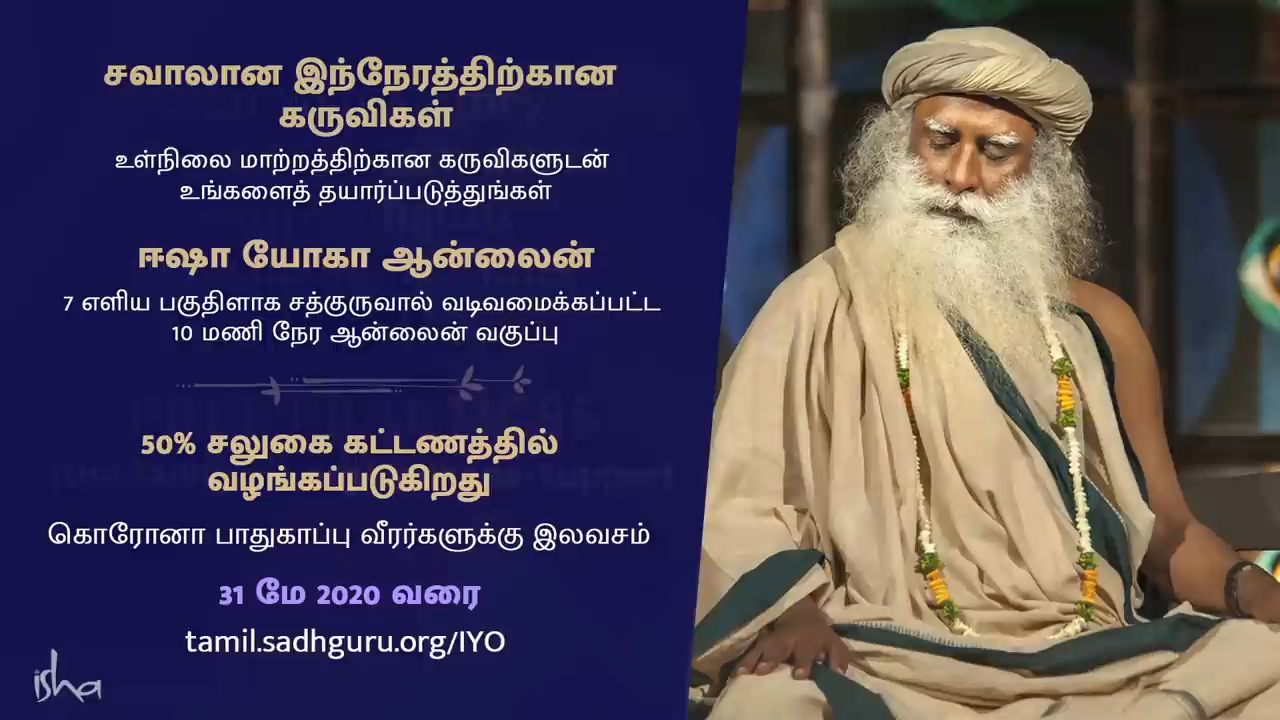 சவாலான இந்நேரத்திற்கான
கருவிகள்
உள்நிலை மாற்றத்திற்கான கருவிகளுடன்
உங்களைத் தயார்ப்படுத்துங்கள்
ஈஷா யோகா ஆன்லைன்
7 எளிய பகுதிளாக சத்குருவால் வடிவமைக்கப்பட்ட
10 மணி நேர ஆன்லைன் வகுப்பு
50% சலுகை கட்டணத்தில்
வழங்கப்படுகிறது
கொரோனா பாதுகாப்பு வீரர்களுக்கு இலவசம்
31 மே 2020 வரை
tamil.sadhguru.org/IYO
isha